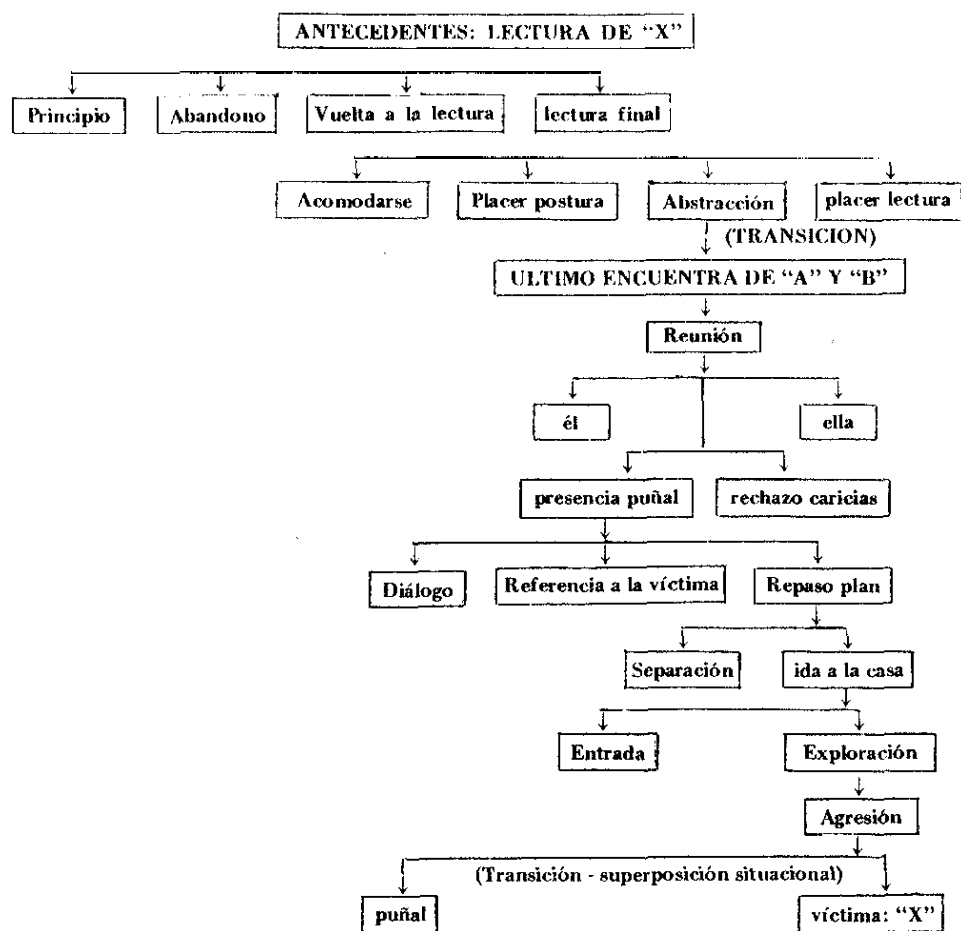 ANTECEDENTES: LECTURA DE “X”
Principio Abandono Vuelta a la lectura lectura final
Acomodarse Placer postura Abstracción placer lectura
(TRANSICION)
ULTIMO ENCUENTRA DE “A” Y “B”
Reunión
él ella
presencia puñal rechazo caricias
Diálogo Referencia a la víctima Repaso plan
Separación ida a la casa
Entrada Exploración
Agresión
(Transición - superposición situacional)
puñal víctima: “X”